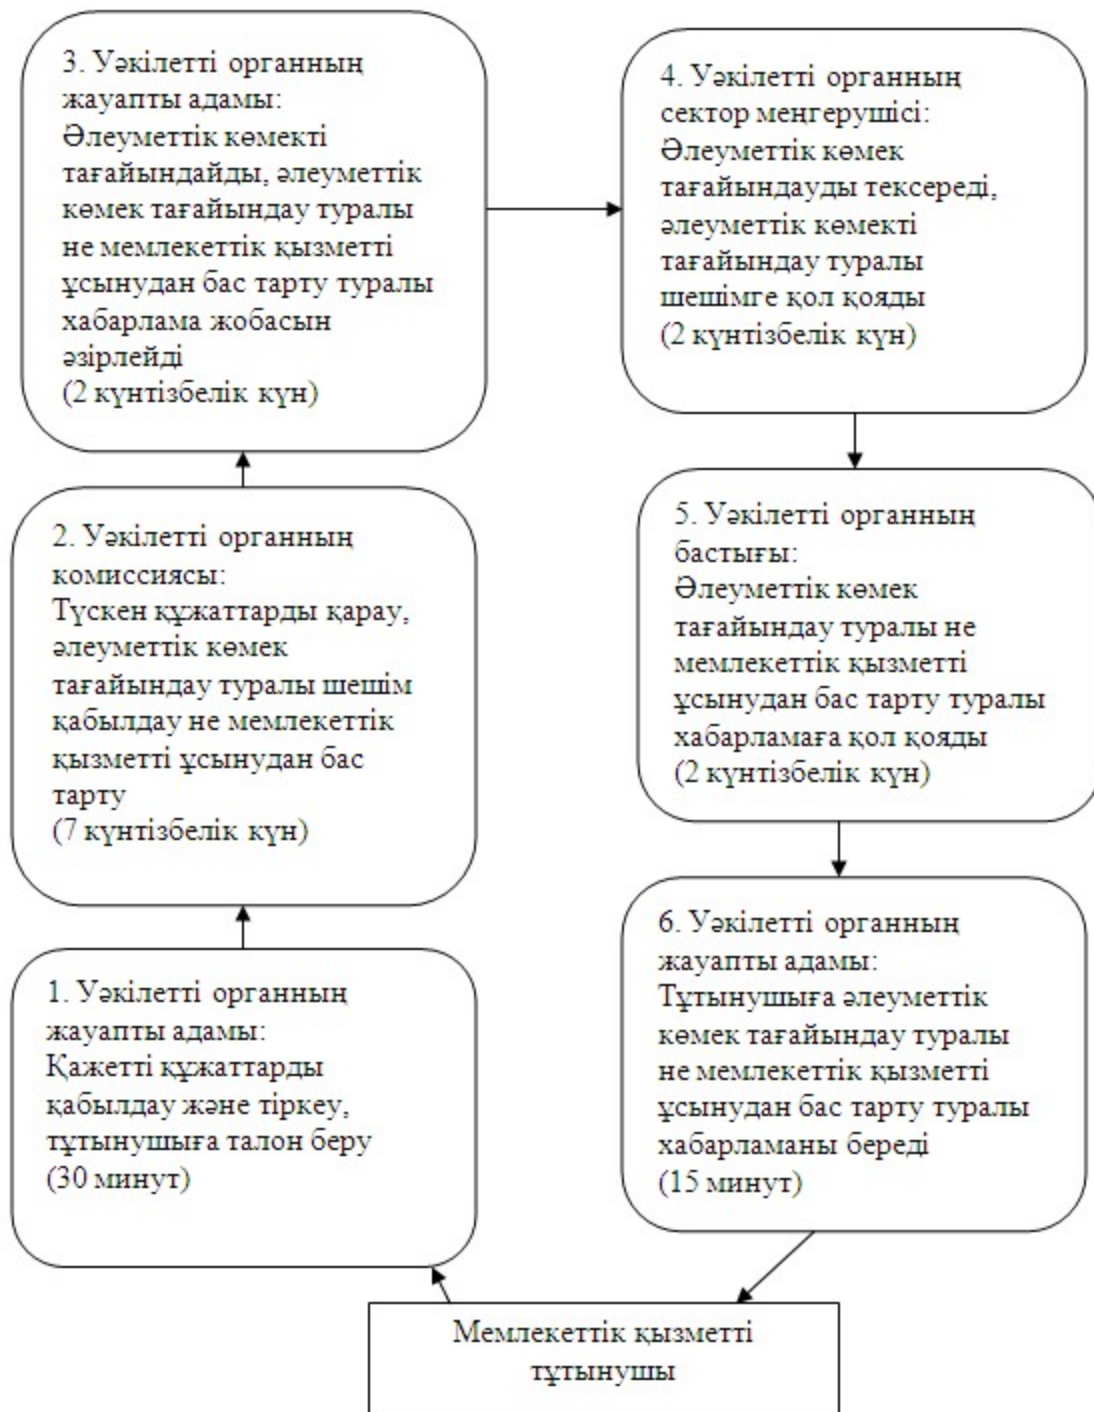 3. Уәкілетті органның
жауапты адамы:
Әлеуметтік көмекті
тағайындайды, әлеуметтік
көмек тағайындау туралы
не мемлекеттік қызметті
ұсынудан бас тарту туралы
хабарлама жобасын
әзірлейді
(2 күнтізбелік күн)
4. Уәкілетті органның
сектор меңгерушісі:
Әлеуметтік көмек
тағайындауды тексереді,
әлеуметтік көмекті
тағайындау туралы
шешімге қол қояды
(2 күнтізбелік күн)
2. Уәкілетті органның
комиссиясы:
Түскен құжаттарды қарау,
әлеуметтік көмек
тағайындау туралы шешім
қабылдау не мемлекеттік
қызметті ұсынудан бас
тарту
(7 күнтізбелік күн)
5. Уәкілетті органның
бастығы:
Әлеуметтік көмек
тағайындау туралы не
мемлекеттік қызметті
ұсынудан бас тарту туралы
хабарламаға қол қояды
(2 күнтізбелік күн)
1. Уәкілетті органның
жауапты адамы:
Қажетті құжаттарды
қабылдау және тіркеу,
тұтынушыға талон беру
(30 минут)
6. Уәкілетті органның
жауапты адамы:
Тұтынушыға әлеуметтік
көмек тағайындау туралы
не мемлекеттік қызметті
ұсынудан бас тарту туралы
хабарламаны береді
(15 минут)
Мемлекеттік қызметті
тұтынушы